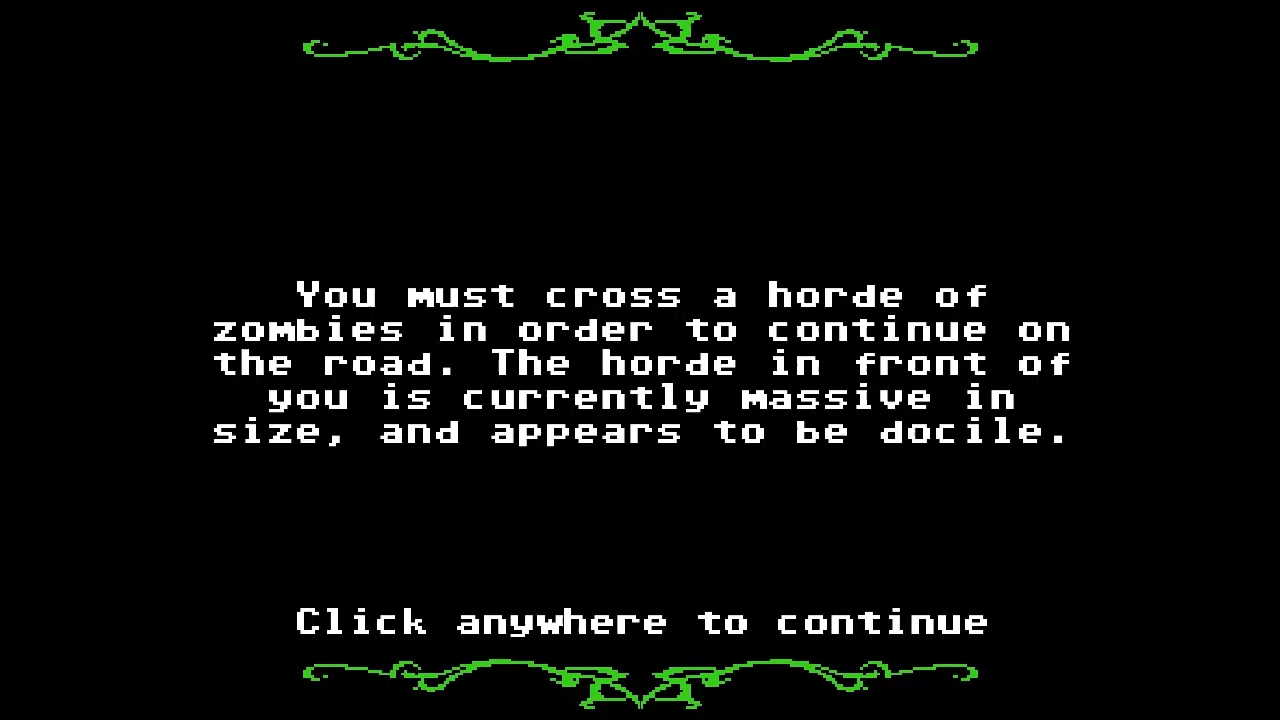 You must cross a horde of
zombies in order to continue on
the road. The horde in front of
you is currently massive in
size, and appears to be docile.
Click anywhere to continue